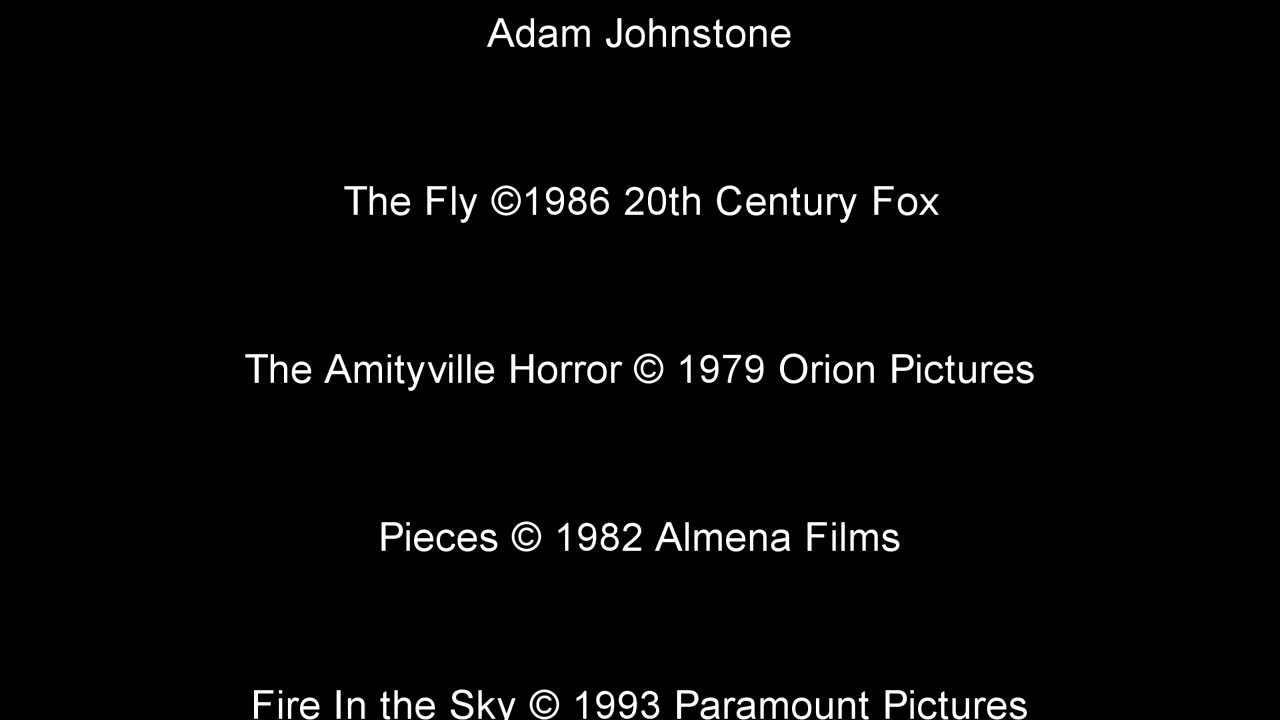 Adam Johnstone
The Fly ©1986 20th Century Fox
The Amityville Horror © 1979 Orion Pictures
Pieces © 1982 Almena Films
Fire In the Sky © 1993 Paramount Pictures